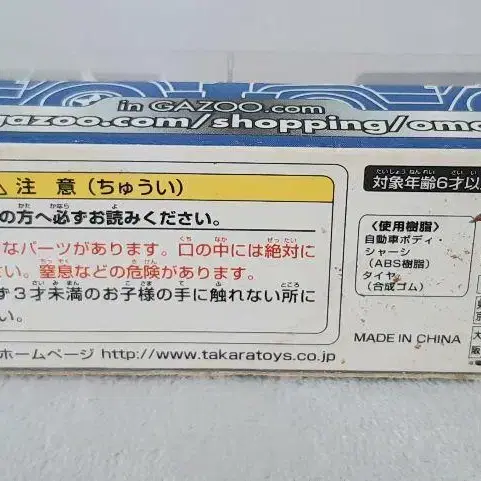 in GAZOO.com
gazoo.com/shopping/omo
⚠ 注 意（ちゅうい）
の方へ必ずお読みください。
なパーツがあります。口の中には絶対に
い。窒息などの危険があります。
ず3才未満のお子様の手に触れない所に
い。
ホームページ http://www.takaratoys.co.jp
対象年齢6才以
<使用樹脂>
自動車ボディ・
シャーシ
（ABS樹脂）
タイヤ
（合成ゴム）
MADE IN CHINA